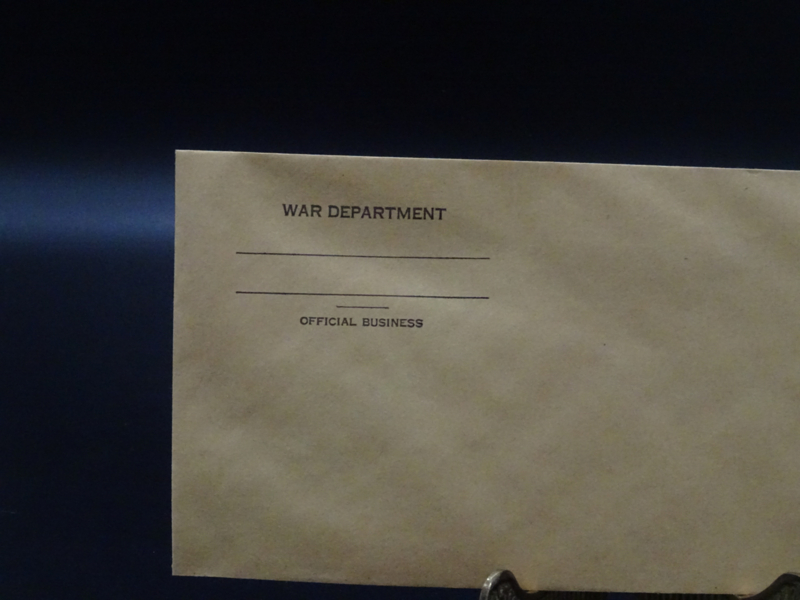 WAR DEPARTMENT
OFFICIAL BUSINESS